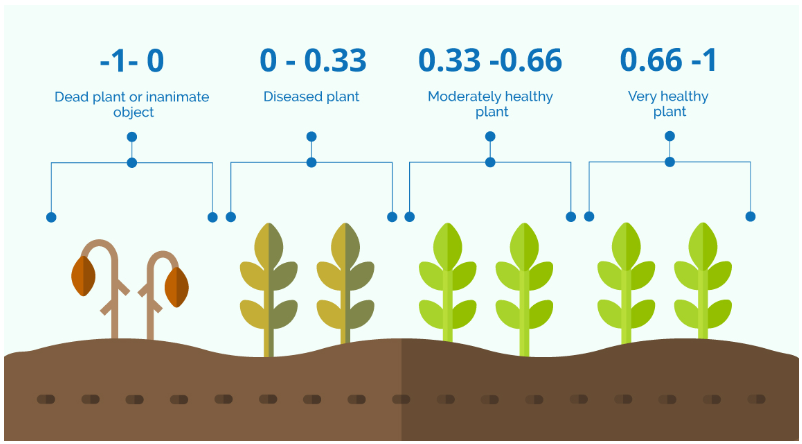 -1- 0
Dead plant or inanimate
object
0 - 0.33
Diseased plant
0.33 -0.66
Moderately healthy
plant
0.66 -1
Very healthy
plant